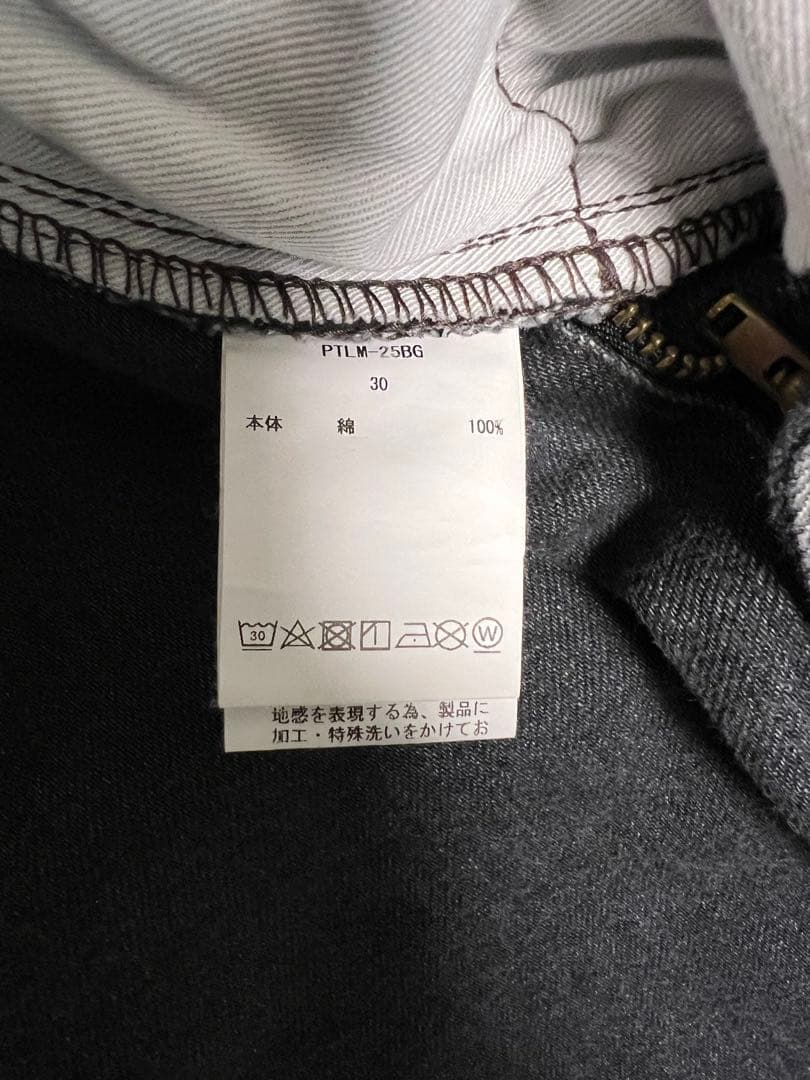 PTLM-25BG
30
本体 綿 100%
30 W
地感を表現する為、製品に
加工・特殊洗いをかけてお